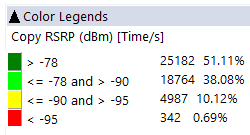 Color Legends
Copy RSRP (dBm) [Time/s]
> -78 25182 51.11%
<= -78 and > -90 18764 38.08%
<= -90 and > -95 4987 10.12%
< -95 342 0.69%